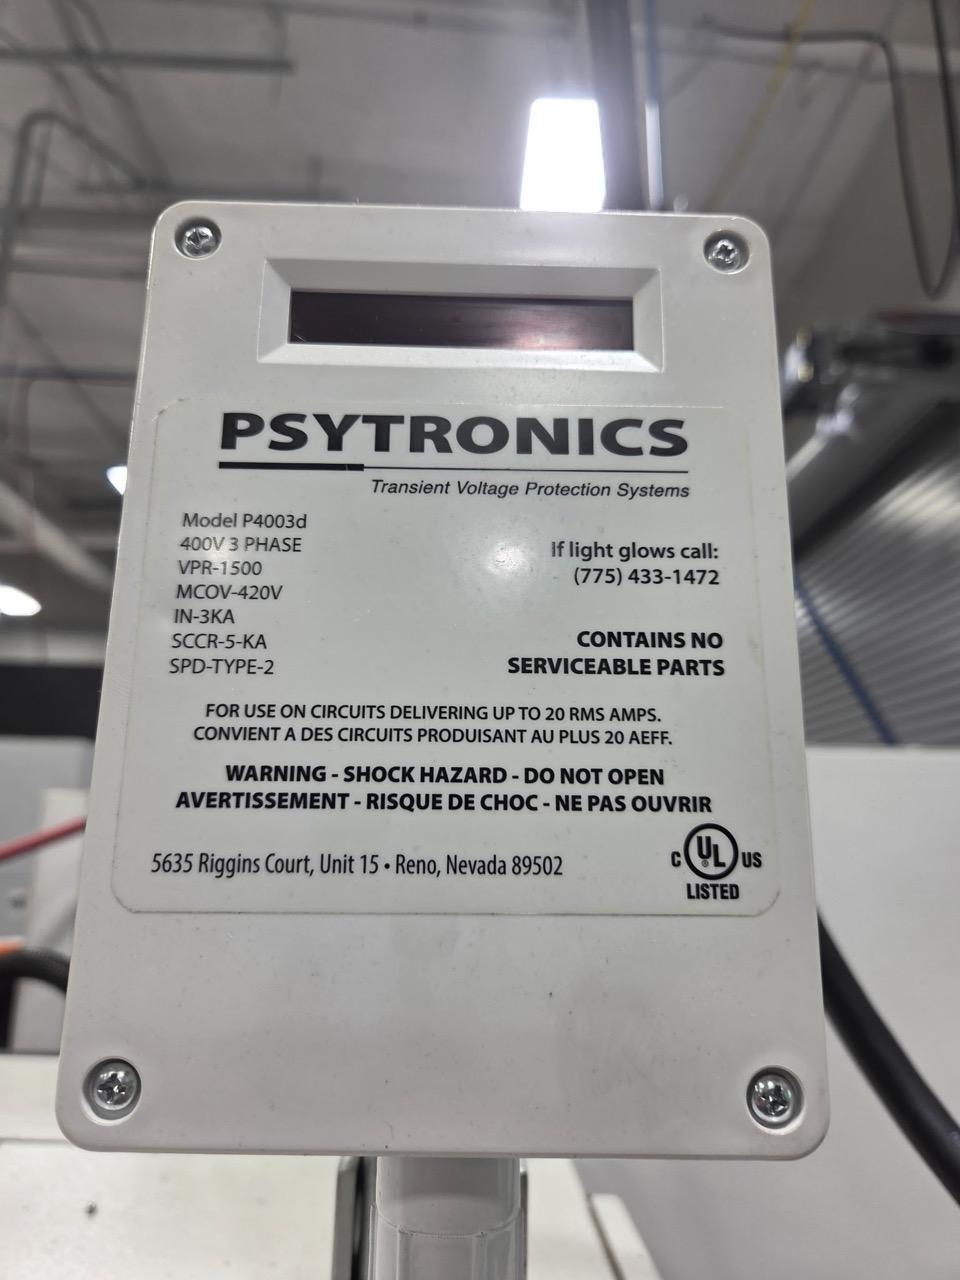 PSYTRONICS
Transient Voltage Protection Systems
Model P4003d
400V 3 PHASE
VPR-1500
MCOV-420V
IN-3KA
SCCR-5-KA
SPD-TYPE-2
If light glows call:
(775) 433-1472
CONTAINS NO
SERVICEABLE PARTS
FOR USE ON CIRCUITS DELIVERING UP TO 20 RMS AMPS.
CONVIENT A DES CIRCUITS PRODUISANT AU PLUS 20 AEFF.
WARNING - SHOCK HAZARD - DO NOT OPEN
AVERTISSEMENT - RISQUE DE CHOC - NE PAS OUVRIR
5635 Riggins Court, Unit 15 • Reno, Nevada 89502
C UL ® US
LISTED